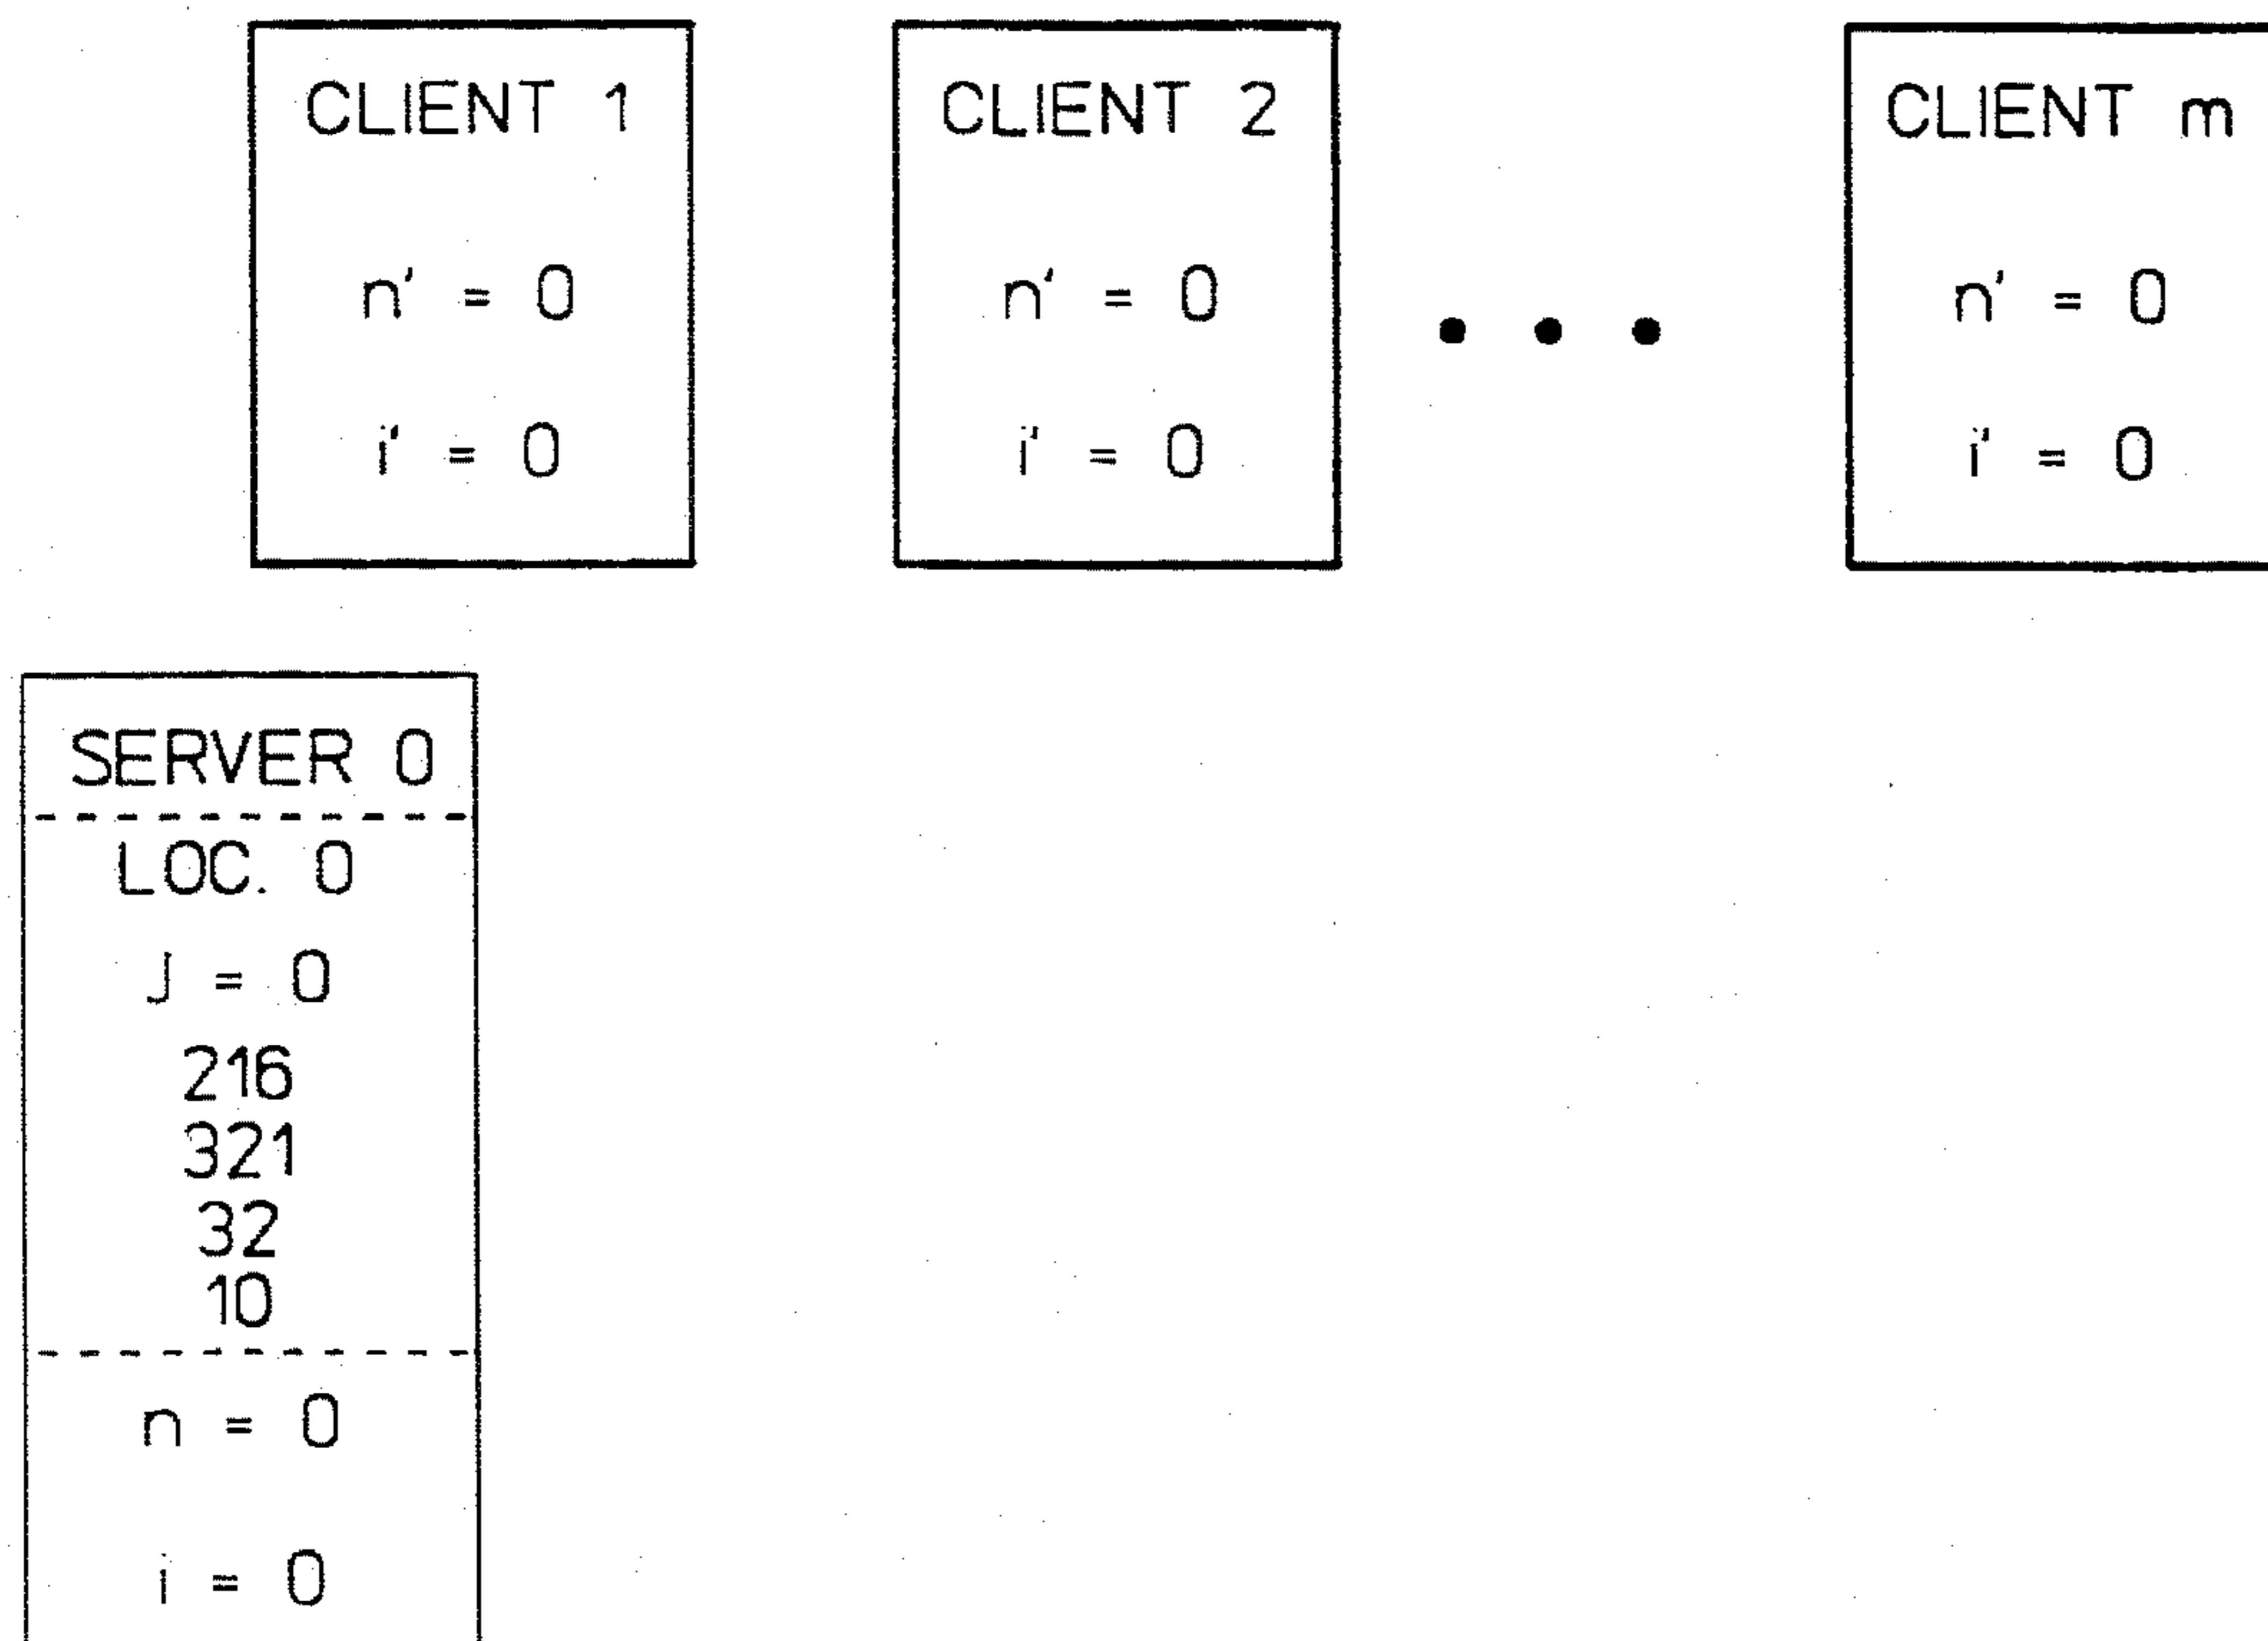 CLIENT 1
n' = 0
i' = 0
CLIENT 2
n' = 0
i' = 0
• • •
CLIENT m
n' = 0
i' = 0
SERVER 0
LOC. 0
J = 0
216
321
32
10
n = 0
i = 0